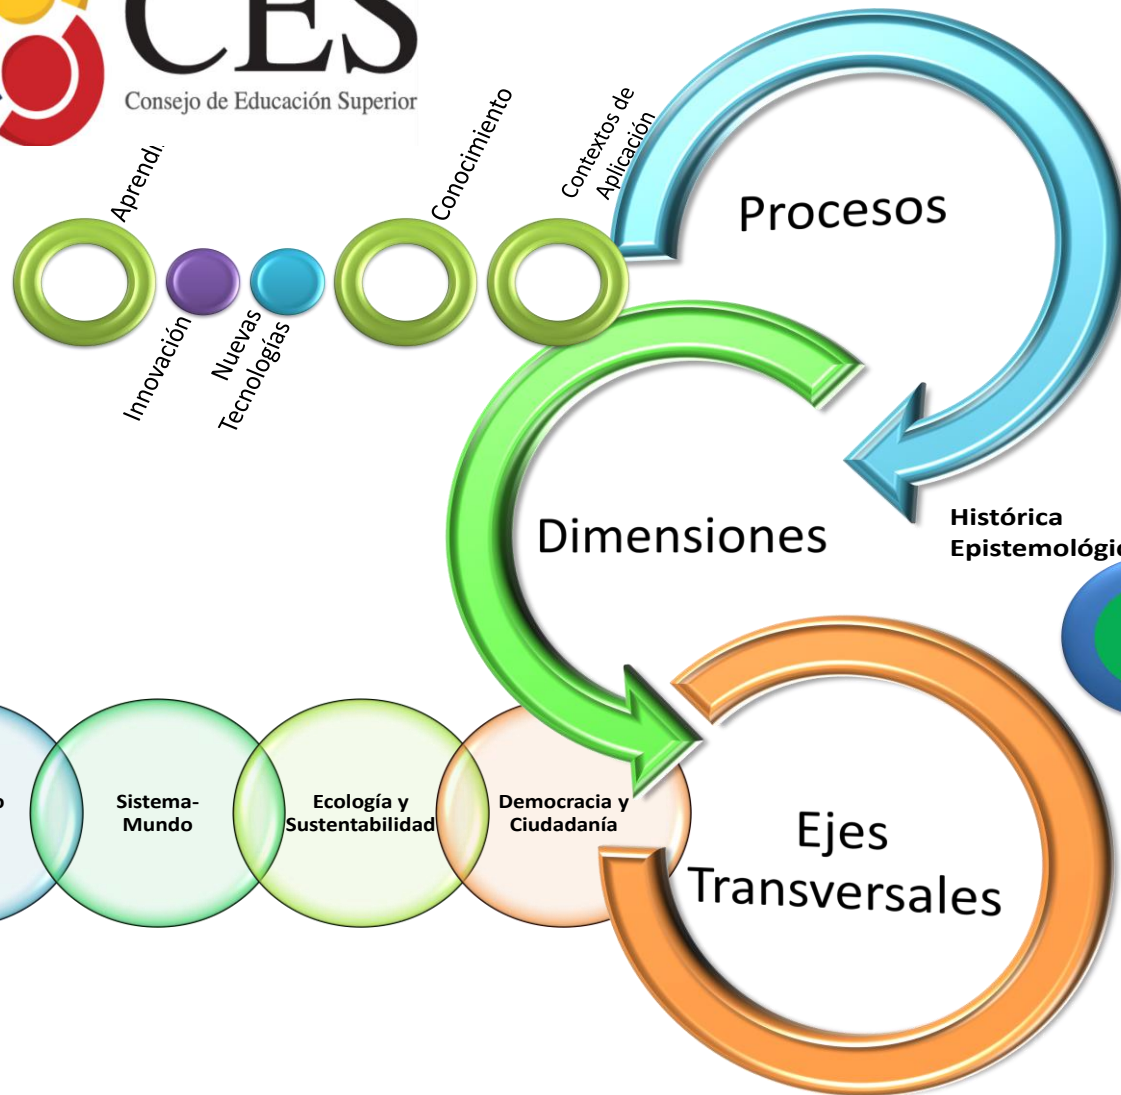 CES
Consejo de Educación Superior
Conocimiento
Contextos de
Aplicación
Procesos
Innovación
Nuevas
Tecnologías
Dimensiones
Histórica
Sistema-
Mundo
Ecología y
Sustentabilidad
Democracia y
Ciudadanía
Ejes
Transversales